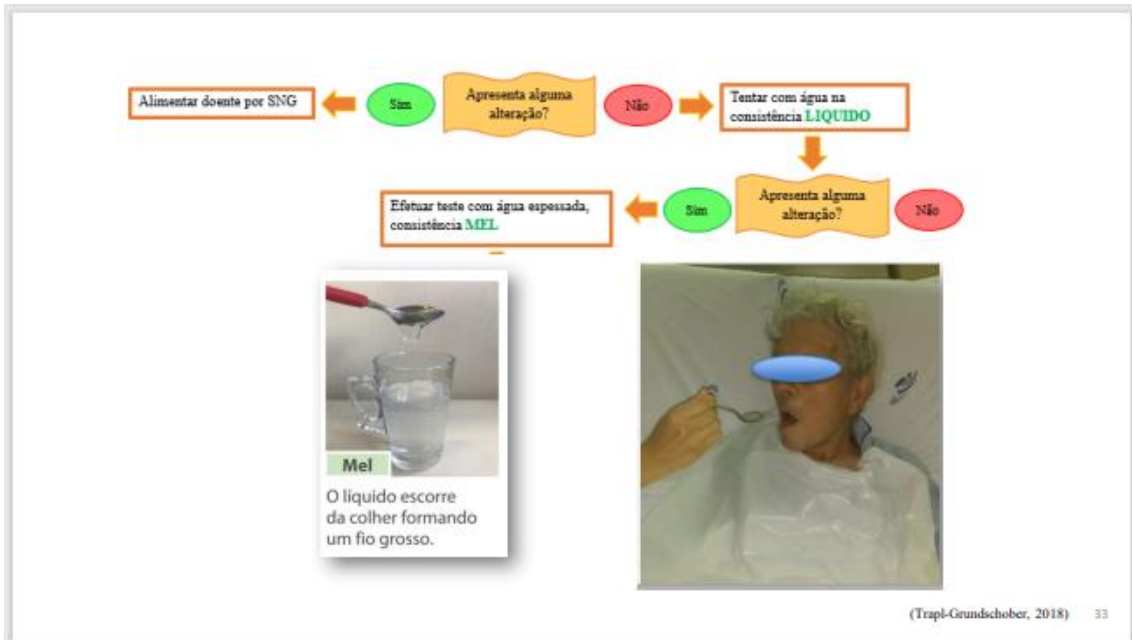 Alimentar doente por SNG
Sim
Apresenta alguma
alteração?
Não
Tentar com água na
consistência LIQUIDO
Efetuar teste com água espessada,
consistência MEL
Sim
Apresenta alguma
alteração?
Não
Mel
O líquido escorre
da colher formando
um fio grosso.
(Trapl-Grundschober, 2018) 33